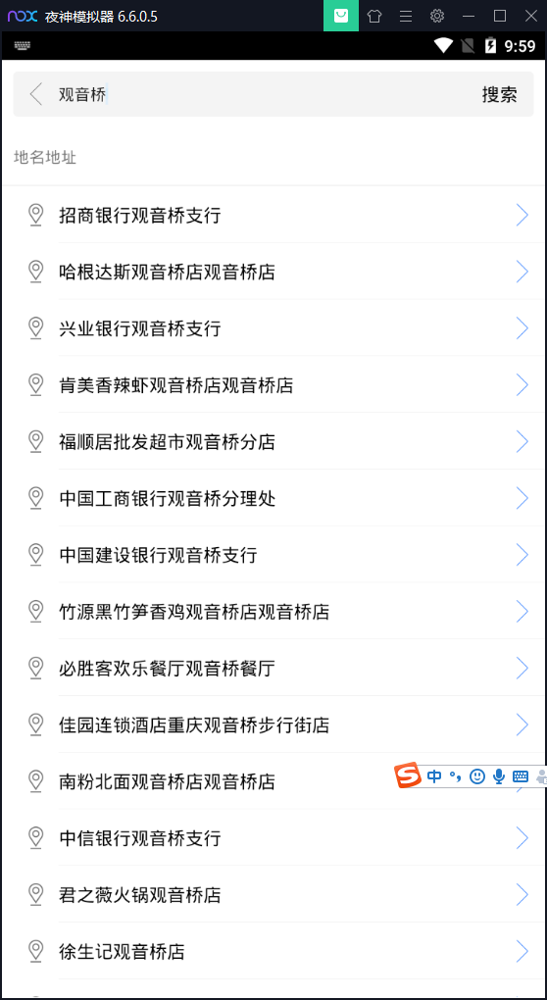 nox 夜神模拟器 6.6.0.5
9:59
观音桥 搜索
地名地址
招商银行观音桥支行
哈根达斯观音桥店观音桥店
兴业银行观音桥支行
肯美香辣虾观音桥店观音桥店
福顺居批发超市观音桥分店
中国工商银行观音桥分理处
中国建设银行观音桥支行
竹源黑竹笋香鸡观音桥店观音桥店
必胜客欢乐餐厅观音桥餐厅
佳园连锁酒店重庆观音桥步行街店
南粉北面观音桥店观音桥店
S 中
中信银行观音桥支行
君之薇火锅观音桥店
徐生记观音桥店